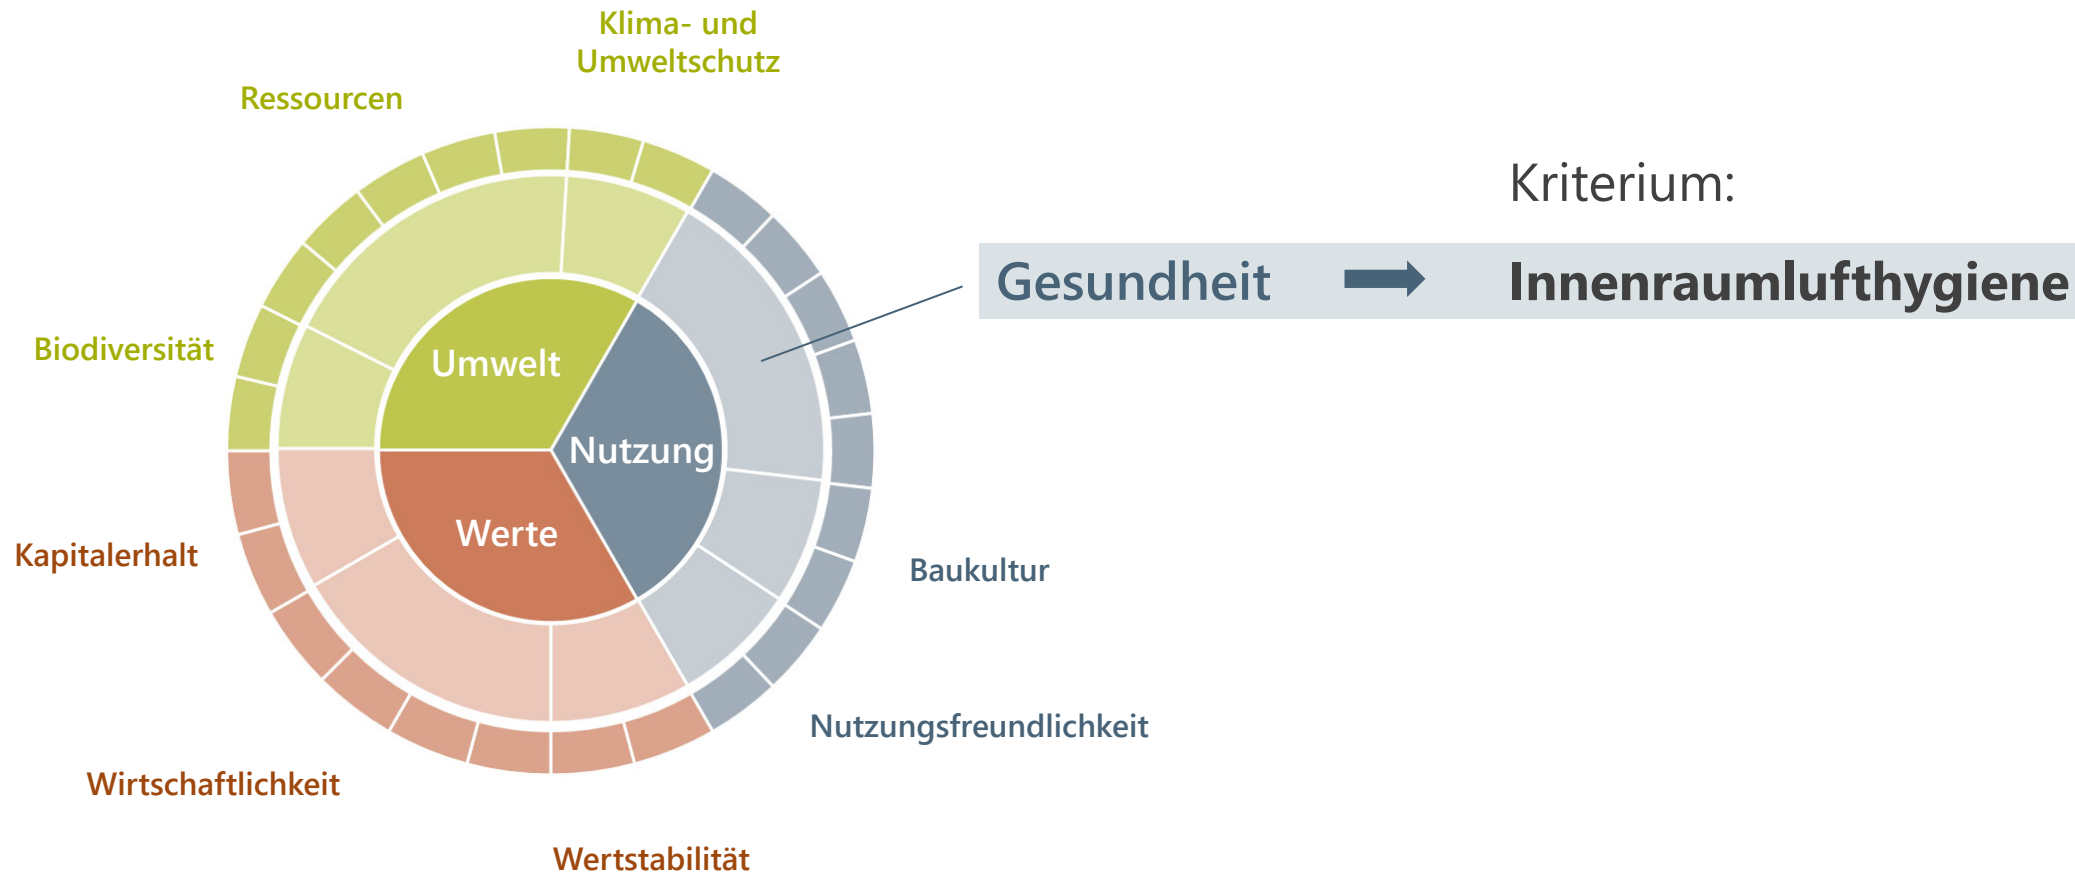 Klima- und
Umweltschutz
Ressourcen
Kriterium:
Gesundheit
Innenraumlufthygiene
Biodiversität
Umwelt
Nutzung
Werte
Kapitalerhalt
Baukultur
Nutzungsfreundlichkeit
Wirtschaftlichkeit
Wertstabilität